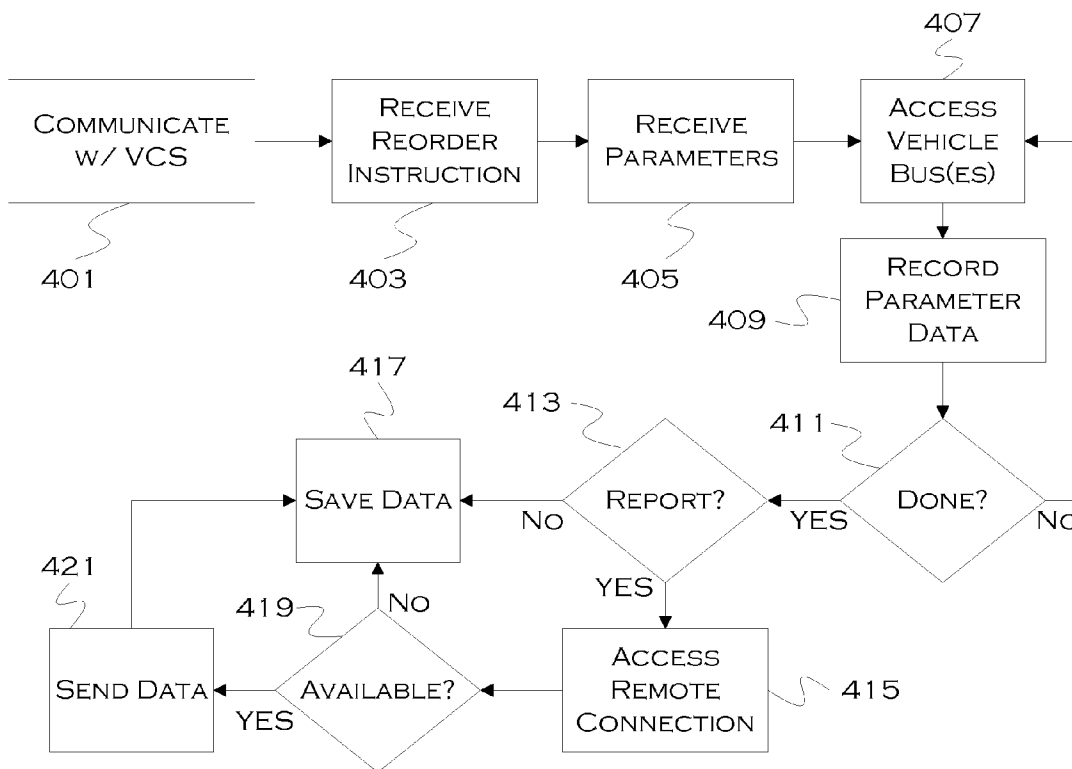 407
COMMUNICATE
W/ VCS
RECEIVE
REORDER
INSTRUCTION
RECEIVE
PARAMETERS
ACCESS
VEHICLE
BUS(ES)
401
403
405
409
RECORD
PARAMETER
DATA
417
413
411
SAVE DATA
NO
REPORT?
YES
DONE?
NO
421
419
NO
YES
SEND DATA
YES
AVAILABLE?
ACCESS
REMOTE
CONNECTION
415